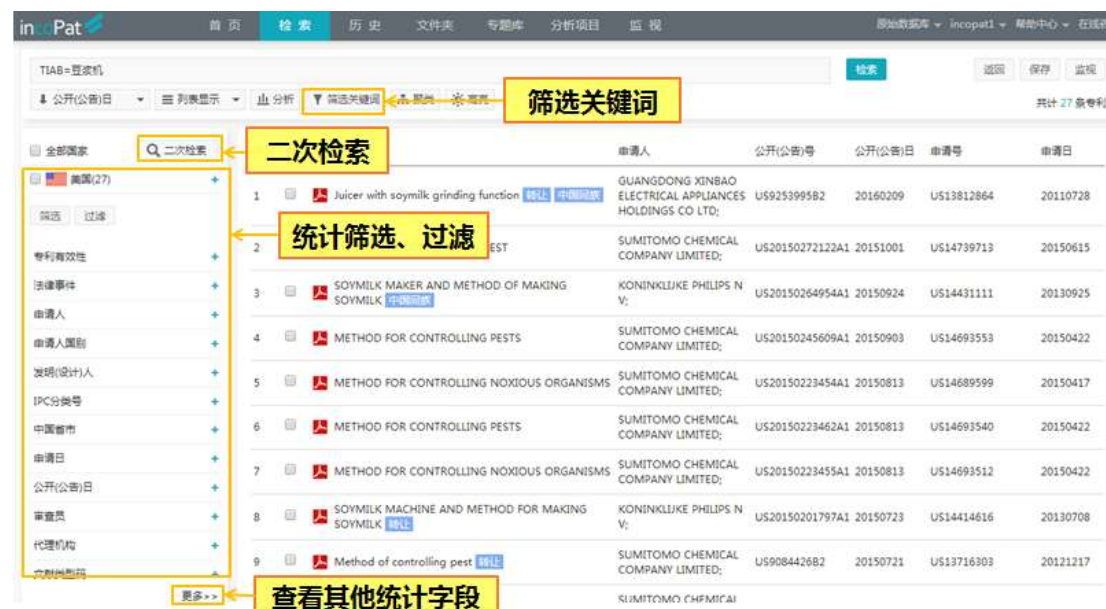 incoPat 首 页 检 索 历 史 文件夹 专题库 分析项目 监 视 原始数据库 incopat1 帮助中心
TIAB=豆浆机 检索 返回 保存 监视
公开(公告)日 列表显示 分析 筛选关键词 筛选关键词 共计 27 条专利
全部国家 二次检索 二次检索 申请人 公开(公告)号 公开(公告)日 申请号 申请日
美国(27)
筛选 过滤
统计筛选、过滤
专利有效性
法律事件
申请人
申请人国别
发明(设计)人
IPC分类号
中国省市
申请日
公开(公告)日
审查员
代理机构
更多>> 查看其他统计字段
1 Juicer with soymilk grinding function 转让 中国同族 GUANGDONG XINBAO ELECTRICAL APPLIANCES HOLDINGS CO LTD; US9253995B2 20160209 US13812864 20110728
2 EST SUMITOMO CHEMICAL COMPANY LIMITED; US20150272122A1 20151001 US14739713 20150615
3 SOYMILK MAKER AND METHOD OF MAKING SOYMILK 中国同族 KONINKLIJKE PHILIPS N V; US20150264954A1 20150924 US14431111 20130925
4 METHOD FOR CONTROLLING PESTS SUMITOMO CHEMICAL COMPANY LIMITED; US20150245609A1 20150903 US14693553 20150422
5 METHOD FOR CONTROLLING NOXIOUS ORGANISMS SUMITOMO CHEMICAL COMPANY LIMITED; US20150223454A1 20150813 US14689599 20150417
6 METHOD FOR CONTROLLING PESTS SUMITOMO CHEMICAL COMPANY LIMITED; US20150223462A1 20150813 US14693540 20150422
7 METHOD FOR CONTROLLING NOXIOUS ORGANISMS SUMITOMO CHEMICAL COMPANY LIMITED; US20150223455A1 20150813 US14693512 20150422
8 SOYMILK MACHINE AND METHOD FOR MAKING SOYMILK 转让 KONINKLIJKE PHILIPS N V; US20150201797A1 20150723 US14414616 20130708
9 Method of controlling pest 转让 SUMITOMO CHEMICAL COMPANY LIMITED; US9084426B2 20150721 US13716303 20121217
SUMITOMO CHEMICAL